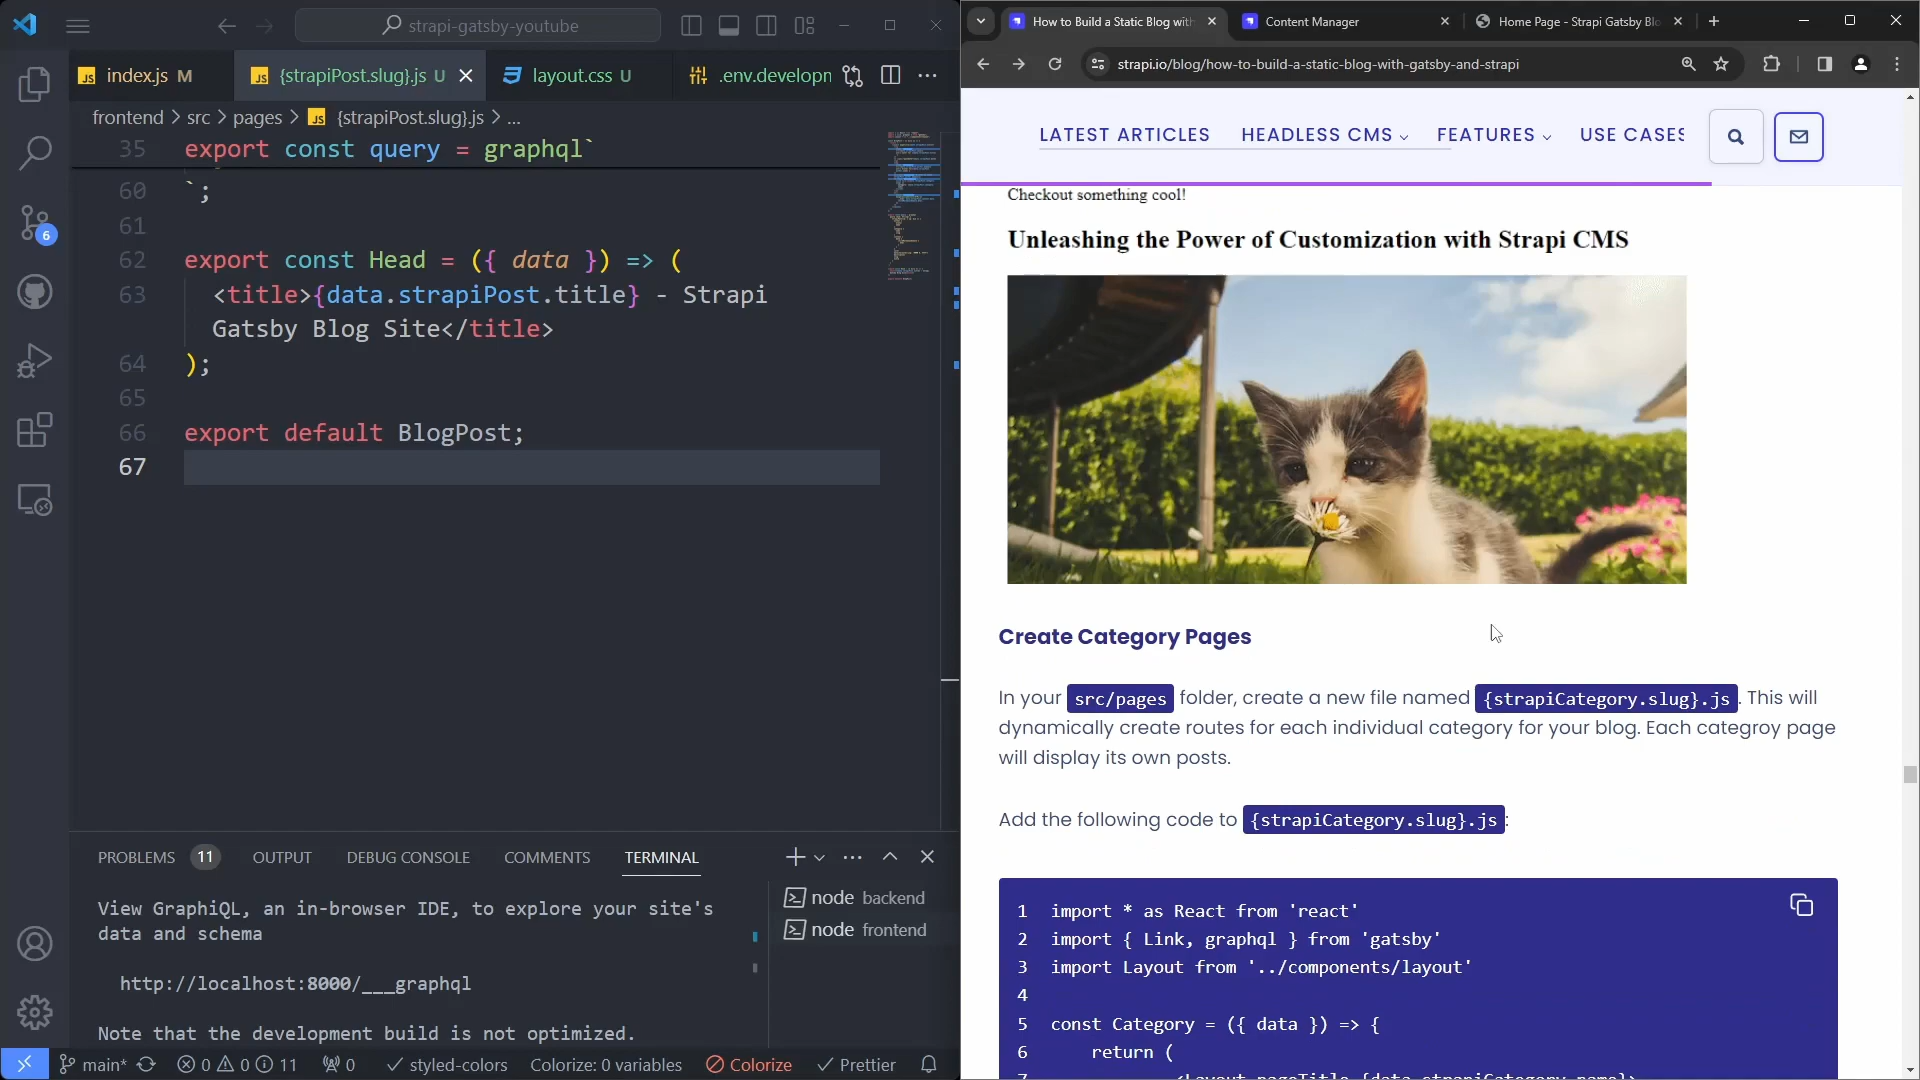 strapi-gatsby-youtube
index.js M
{strapiPost.slug}.js U
layout.css U
.env.developn
frontend > src > pages > {strapiPost.slug}.js > ...
35 export const query = graphql`
60 `;
61
62 export const Head = ({ data }) => (
63 <title>{data.strapiPost.title} - Strapi
Gatsby Blog Site</title>
64 );
65
66 export default BlogPost;
67
6
PROBLEMS 11 OUTPUT DEBUG CONSOLE COMMENTS TERMINAL
View GraphiQL, an in-browser IDE, to explore your site's
data and schema
http://localhost:8000/___graphql
Note that the development build is not optimized.
node backend
node frontend
main* 0 0 11 0 styled-colors Colorize: 0 variables Colorize Prettier
How to Build a Static Blog with
Content Manager
Home Page - Strapi Gatsby Blo
strapi.io/blog/how-to-build-a-static-blog-with-gatsby-and-strapi
LATEST ARTICLES HEADLESS CMS FEATURES USE CASES
Checkout something cool!
Unleashing the Power of Customization with Strapi CMS
Create Category Pages
In your src/pages folder, create a new file named {strapiCategory.slug}.js. This will
dynamically create routes for each individual category for your blog. Each categroy page
will display its own posts.
Add the following code to {strapiCategory.slug}.js:
1 import * as React from 'react'
2 import { Link, graphql } from 'gatsby'
3 import Layout from '../components/layout'
4
5 const Category = ({ data }) => {
6 return (
7 <Layout pageTitle={data.strapiCategory.name}>